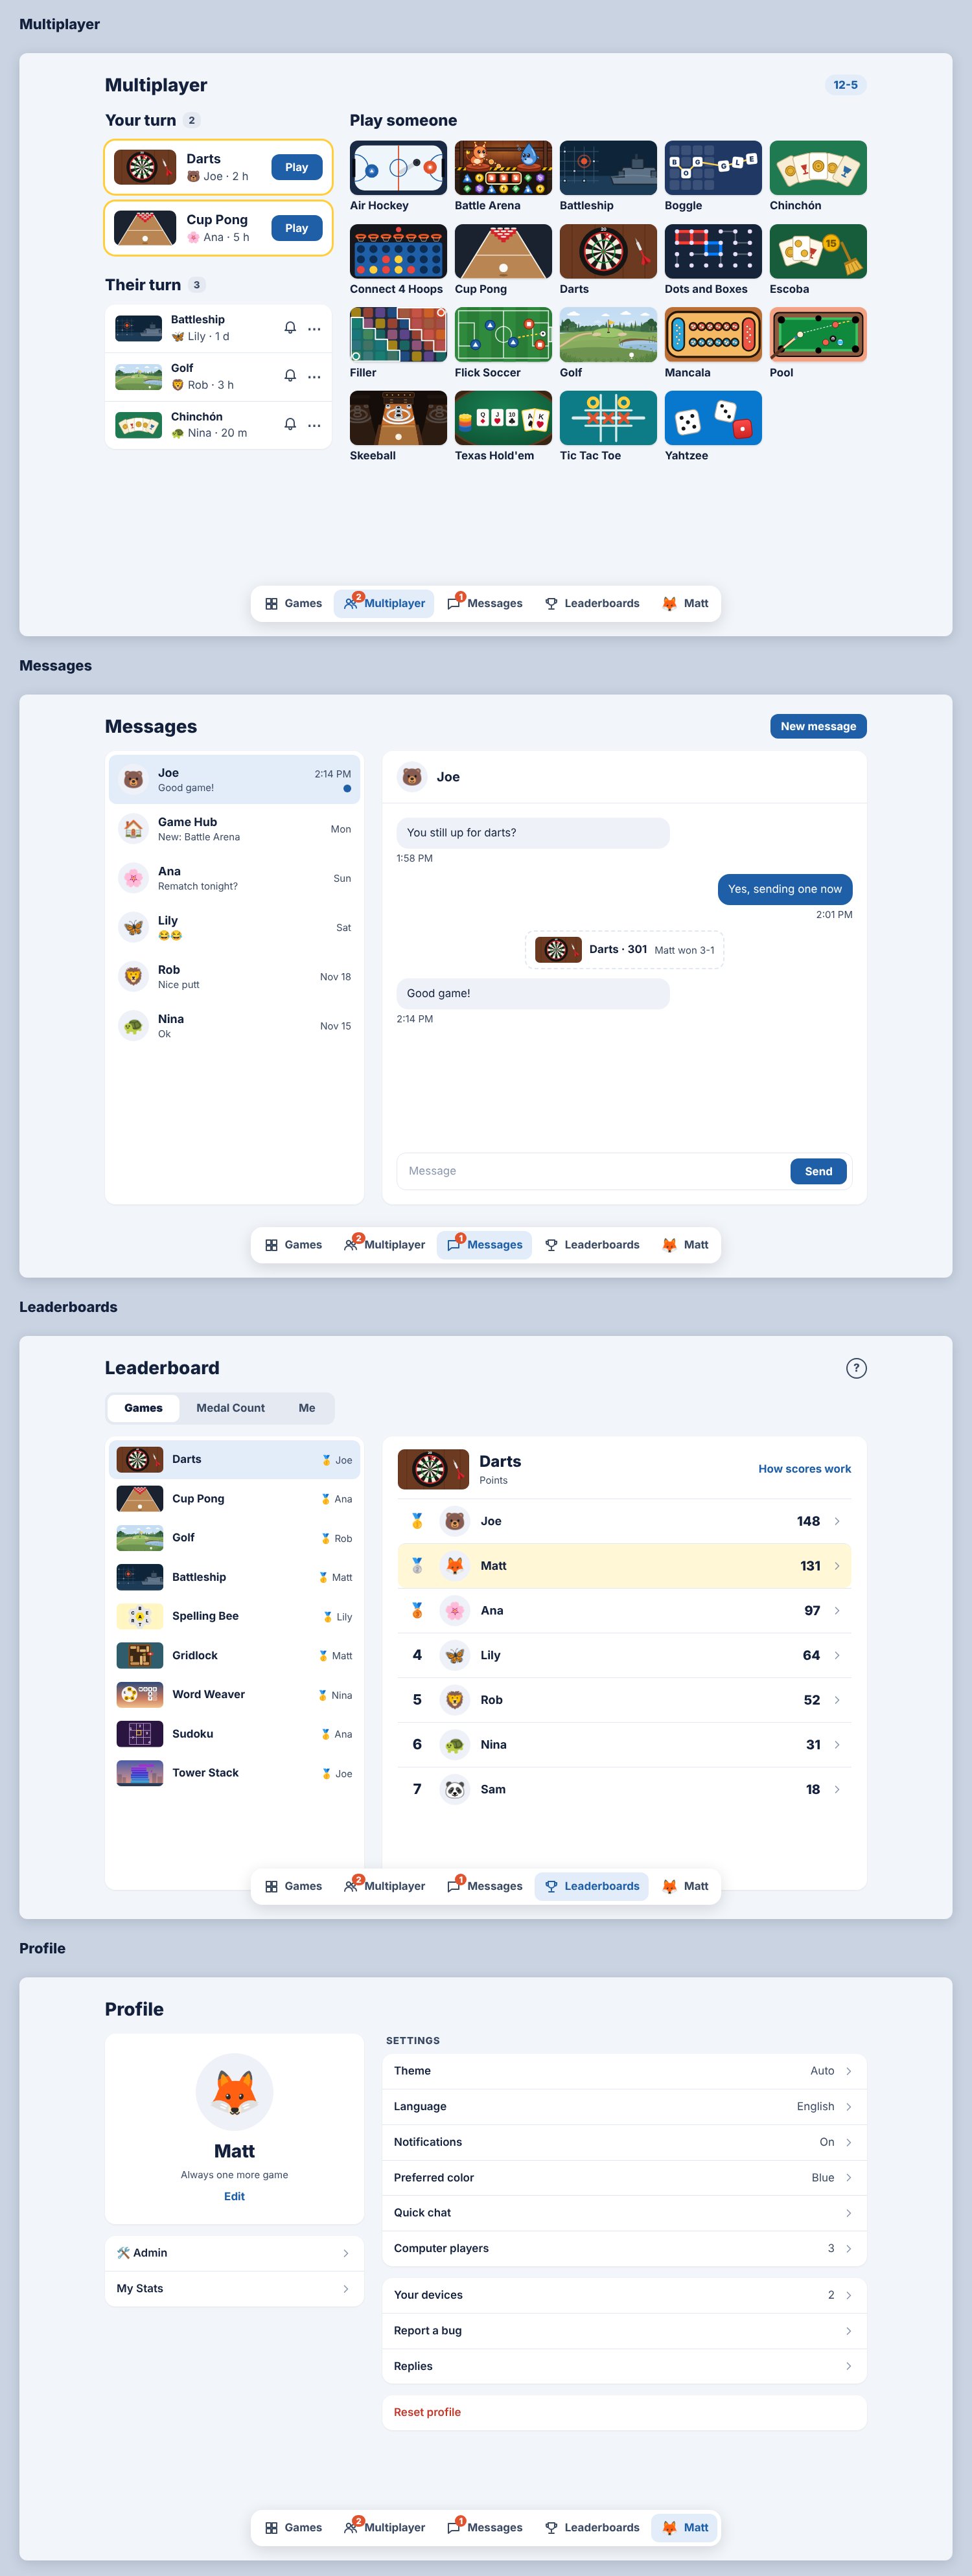 Multiplayer
Multiplayer
12-5
Your turn 2
Play someone
Darts
Joe · 2 h
Play
Cup Pong
Ana · 5 h
Play
Their turn 3
Battleship
Lily · 1 d
Golf
Rob · 3 h
Chinchón
Nina · 20 m
Air Hockey
Battle Arena
Battleship
Boggle
Chinchón
Connect 4 Hoops
Cup Pong
Darts
Dots and Boxes
15
Escoba
Filler
Flick Soccer
Golf
Mancala
Pool
Skeeball
Texas Hold'em
Tic Tac Toe
Yahtzee
Games
2
Multiplayer
1
Messages
Leaderboards
Matt
Messages
Messages
New message
Joe
2:14 PM
Good game!
Game Hub
Mon
New: Battle Arena
Ana
Sun
Rematch tonight?
Lily
Sat
Rob
Nov 18
Nice putt
Nina
Nov 15
Ok
Joe
You still up for darts?
1:58 PM
Yes, sending one now
2:01 PM
Darts · 301 Matt won 3-1
Good game!
2:14 PM
Message
Send
Games
2
Multiplayer
1
Messages
Leaderboards
Matt
Leaderboards
Leaderboard
?
Games
Medal Count
Me
Darts
Joe
Cup Pong
Ana
Golf
Rob
Battleship
Matt
Spelling Bee
Lily
Gridlock
Matt
Word Weaver
Nina
Sudoku
Ana
Tower Stack
Joe
Darts
Points
How scores work
Joe 148
Matt 131
Ana 97
4 Lily 64
5 Rob 52
6 Nina 31
7 Sam 18
Games
2
Multiplayer
1
Messages
Leaderboards
Matt
Profile
Profile
Matt
Always one more game
Edit
Admin
My Stats
SETTINGS
Theme Auto
Language English
Notifications On
Preferred color Blue
Quick chat
Computer players 3
Your devices 2
Report a bug
Replies
Reset profile
Games
2
Multiplayer
1
Messages
Leaderboards
Matt